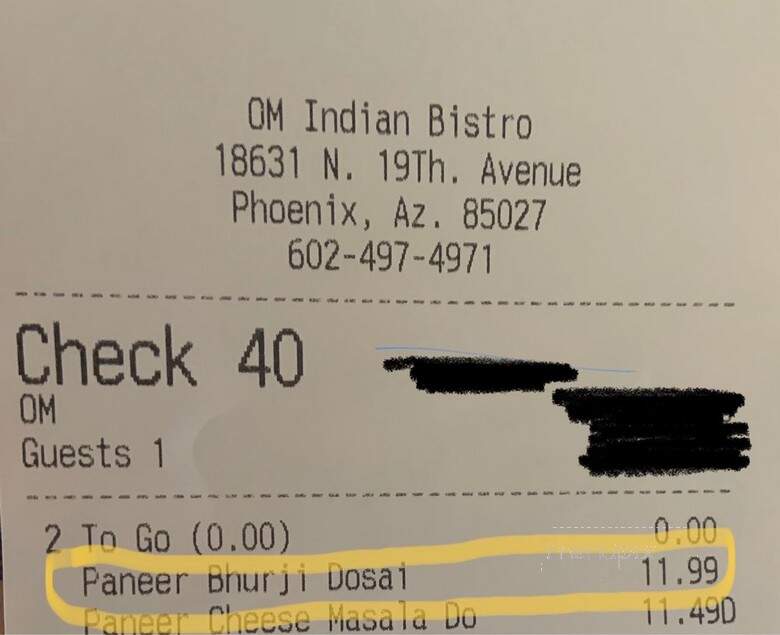 OM Indian Bistro
18631 N. 19Th. Avenue
Phoenix, Az. 85027
602-497-4971
Check 40
OM
Guests 1
2 To Go (0.00) 0.00
Paneer Bhurji Dosai 11.99
Paneer Cheese Masala Do 11.49D